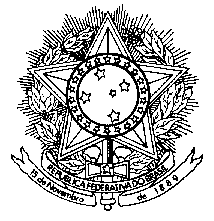 REPUBLICA FEDERATIVA DO BRASIL
15 de Novembro de 1889